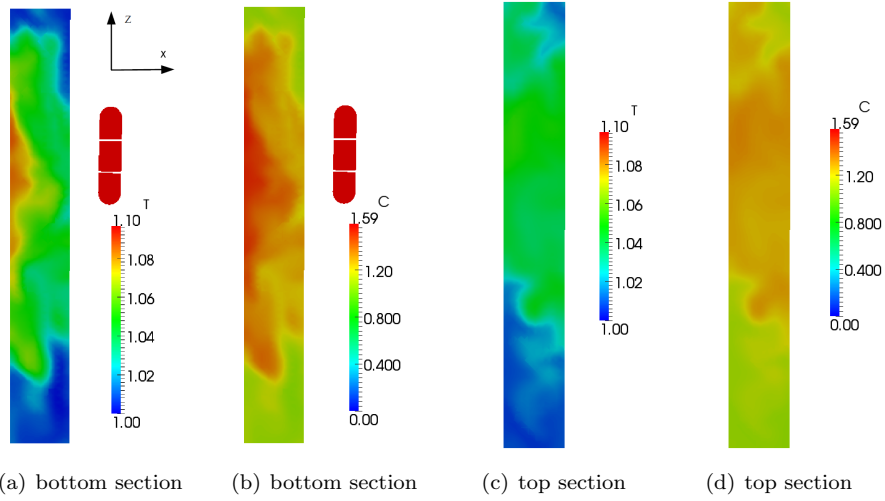 z
x
T
1.10
1.08
1.06
1.04
1.02
1.00
C
1.59
1.20
0.800
0.400
0.00
T
1.10
1.08
1.06
1.04
1.02
1.00
C
1.59
1.20
0.800
0.400
0.00
(a) bottom section
(b) bottom section
(c) top section
(d) top section